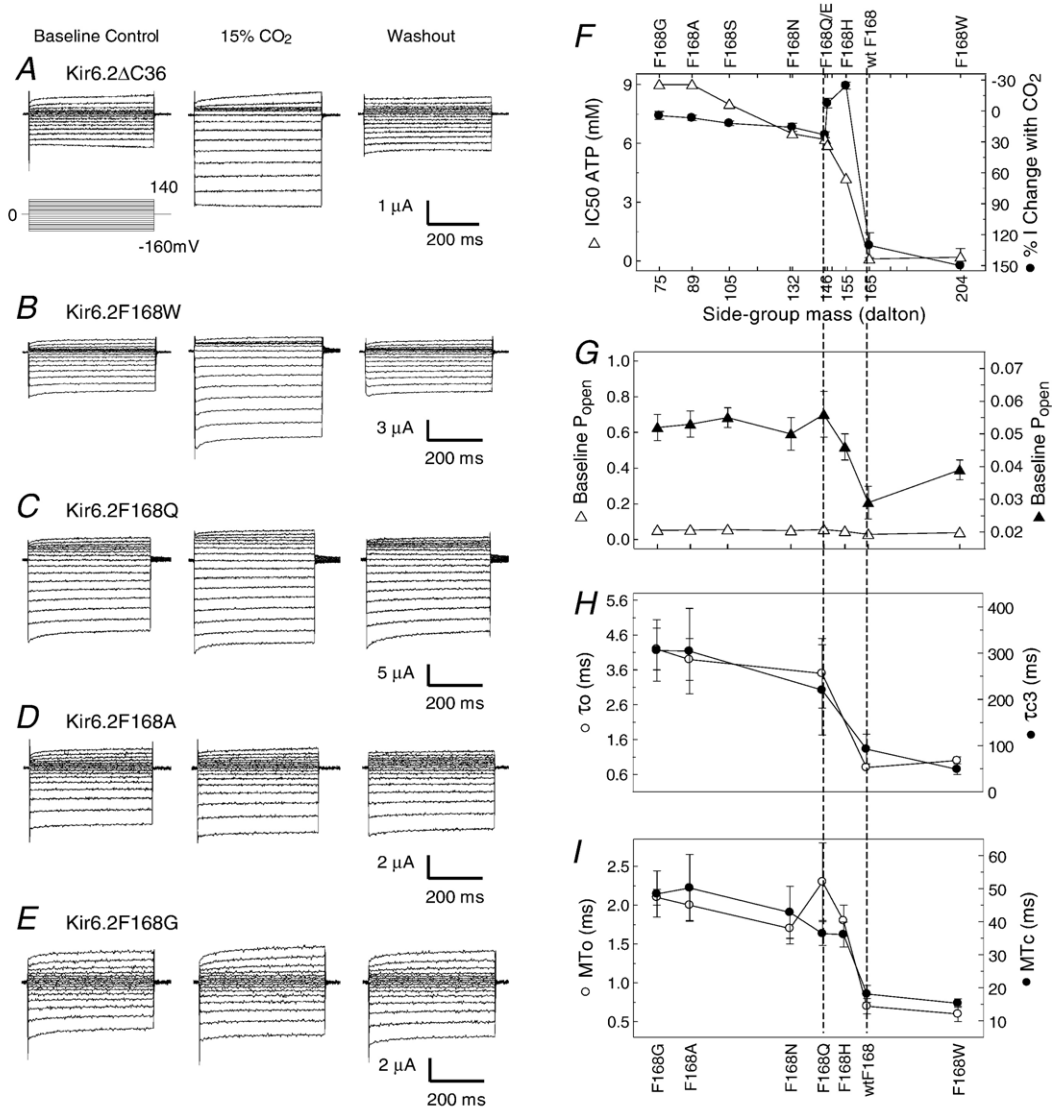 Baseline Control
15% CO2
Washout
A
Kir6.2ΔC36
140
0
-160mV
1 μA
200 ms
B
Kir6.2F168W
3 μA
200 ms
C
Kir6.2F168Q
5 μA
200 ms
D
Kir6.2F168A
2 μA
200 ms
E
Kir6.2F168G
2 μA
200 ms
F
F168G
F168A
F168S
F168N
F168Q/E
F168H
wt F168
F168W
△ IC50 ATP (mM)
9
6
3
0
-30
0
30
60
90
120
150
● % I Change with CO2
75
89
105
132
146
155
165
204
Side-group mass (dalton)
G
△ Baseline Popen
1.0
0.8
0.6
0.4
0.2
0.0
0.07
0.06
0.05
0.04
0.03
0.02
▲ Baseline Popen
H
○ τo (ms)
5.6
4.6
3.6
2.6
1.6
0.6
400
300
200
100
0
● τc3 (ms)
I
○ MTo (ms)
2.5
2.0
1.5
1.0
0.5
60
50
40
30
20
10
● MTc (ms)
F168G
F168A
F168N
F168Q
F168H
wtF168
F168W